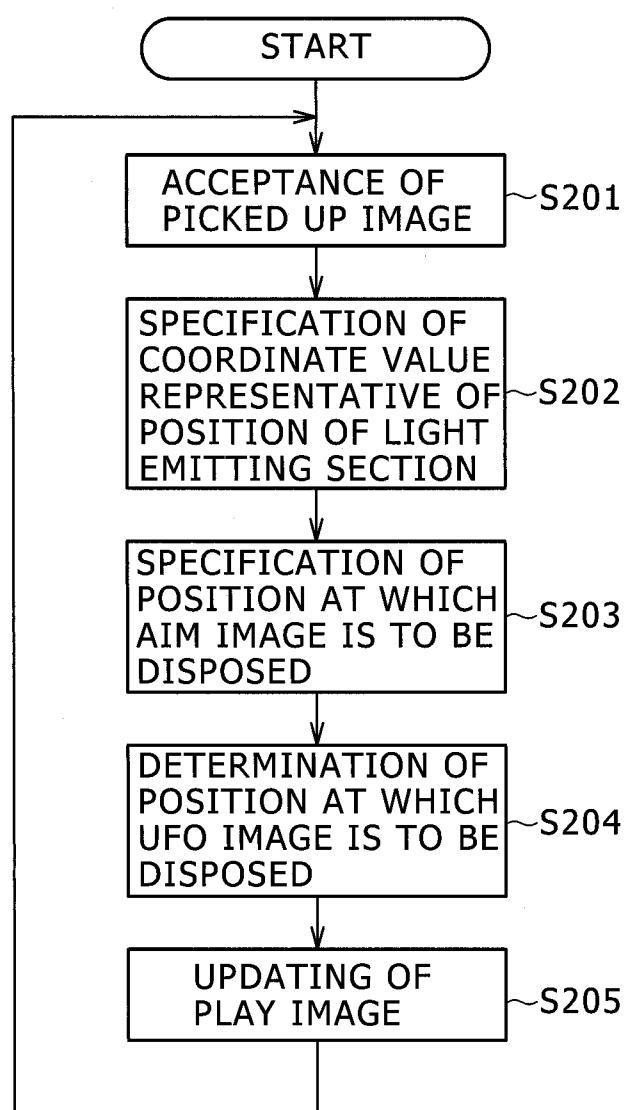 START
ACCEPTANCE OF
PICKED UP IMAGE
~S201
SPECIFICATION OF
COORDINATE VALUE
REPRESENTATIVE OF
POSITION OF LIGHT
EMITTING SECTION
~S202
SPECIFICATION OF
POSITION AT WHICH
AIM IMAGE IS TO BE
DISPOSED
~S203
DETERMINATION OF
POSITION AT WHICH
UFO IMAGE IS TO BE
DISPOSED
~S204
UPDATING OF
PLAY IMAGE
~S205